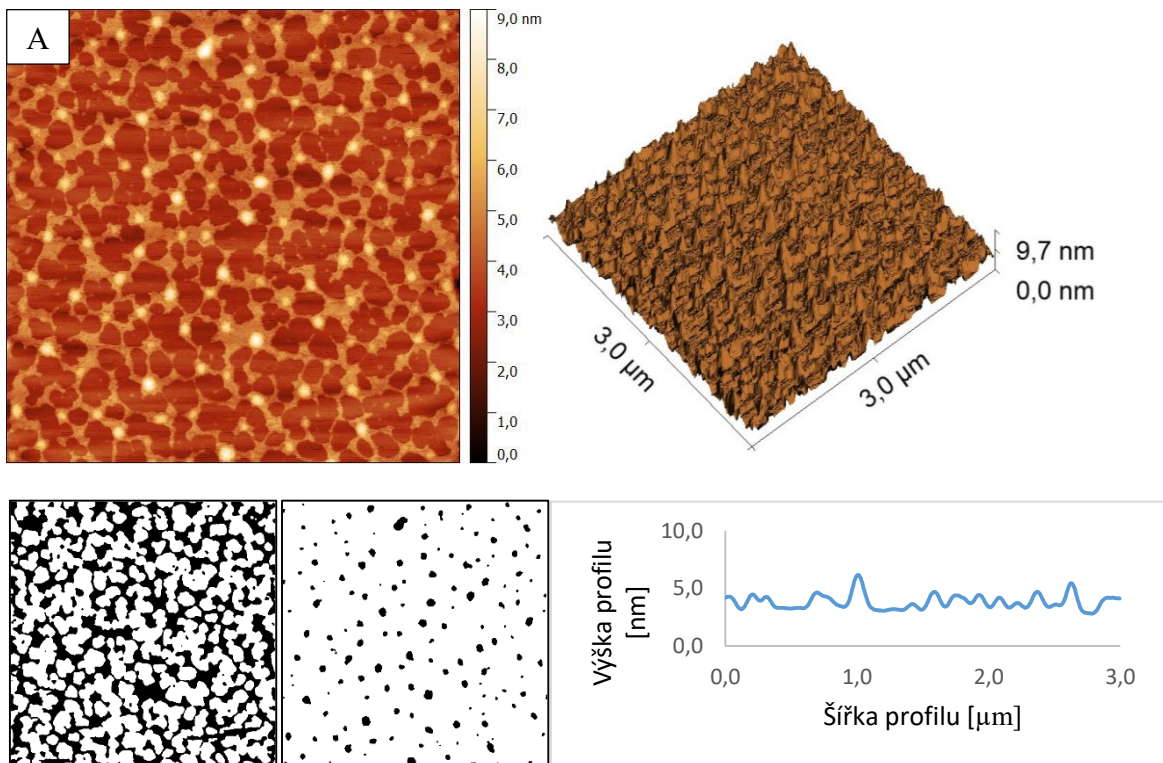 A
9,0 nm
8,0
7,0
6,0
5,0
4,0
3,0
2,0
1,0
0,0
9,7 nm
0,0 nm
3,0 µm
3,0 µm
Výška profilu
[nm]
10,0
5,0
0,0
0,0
1,0
2,0
3,0
Šířka profilu [µm]